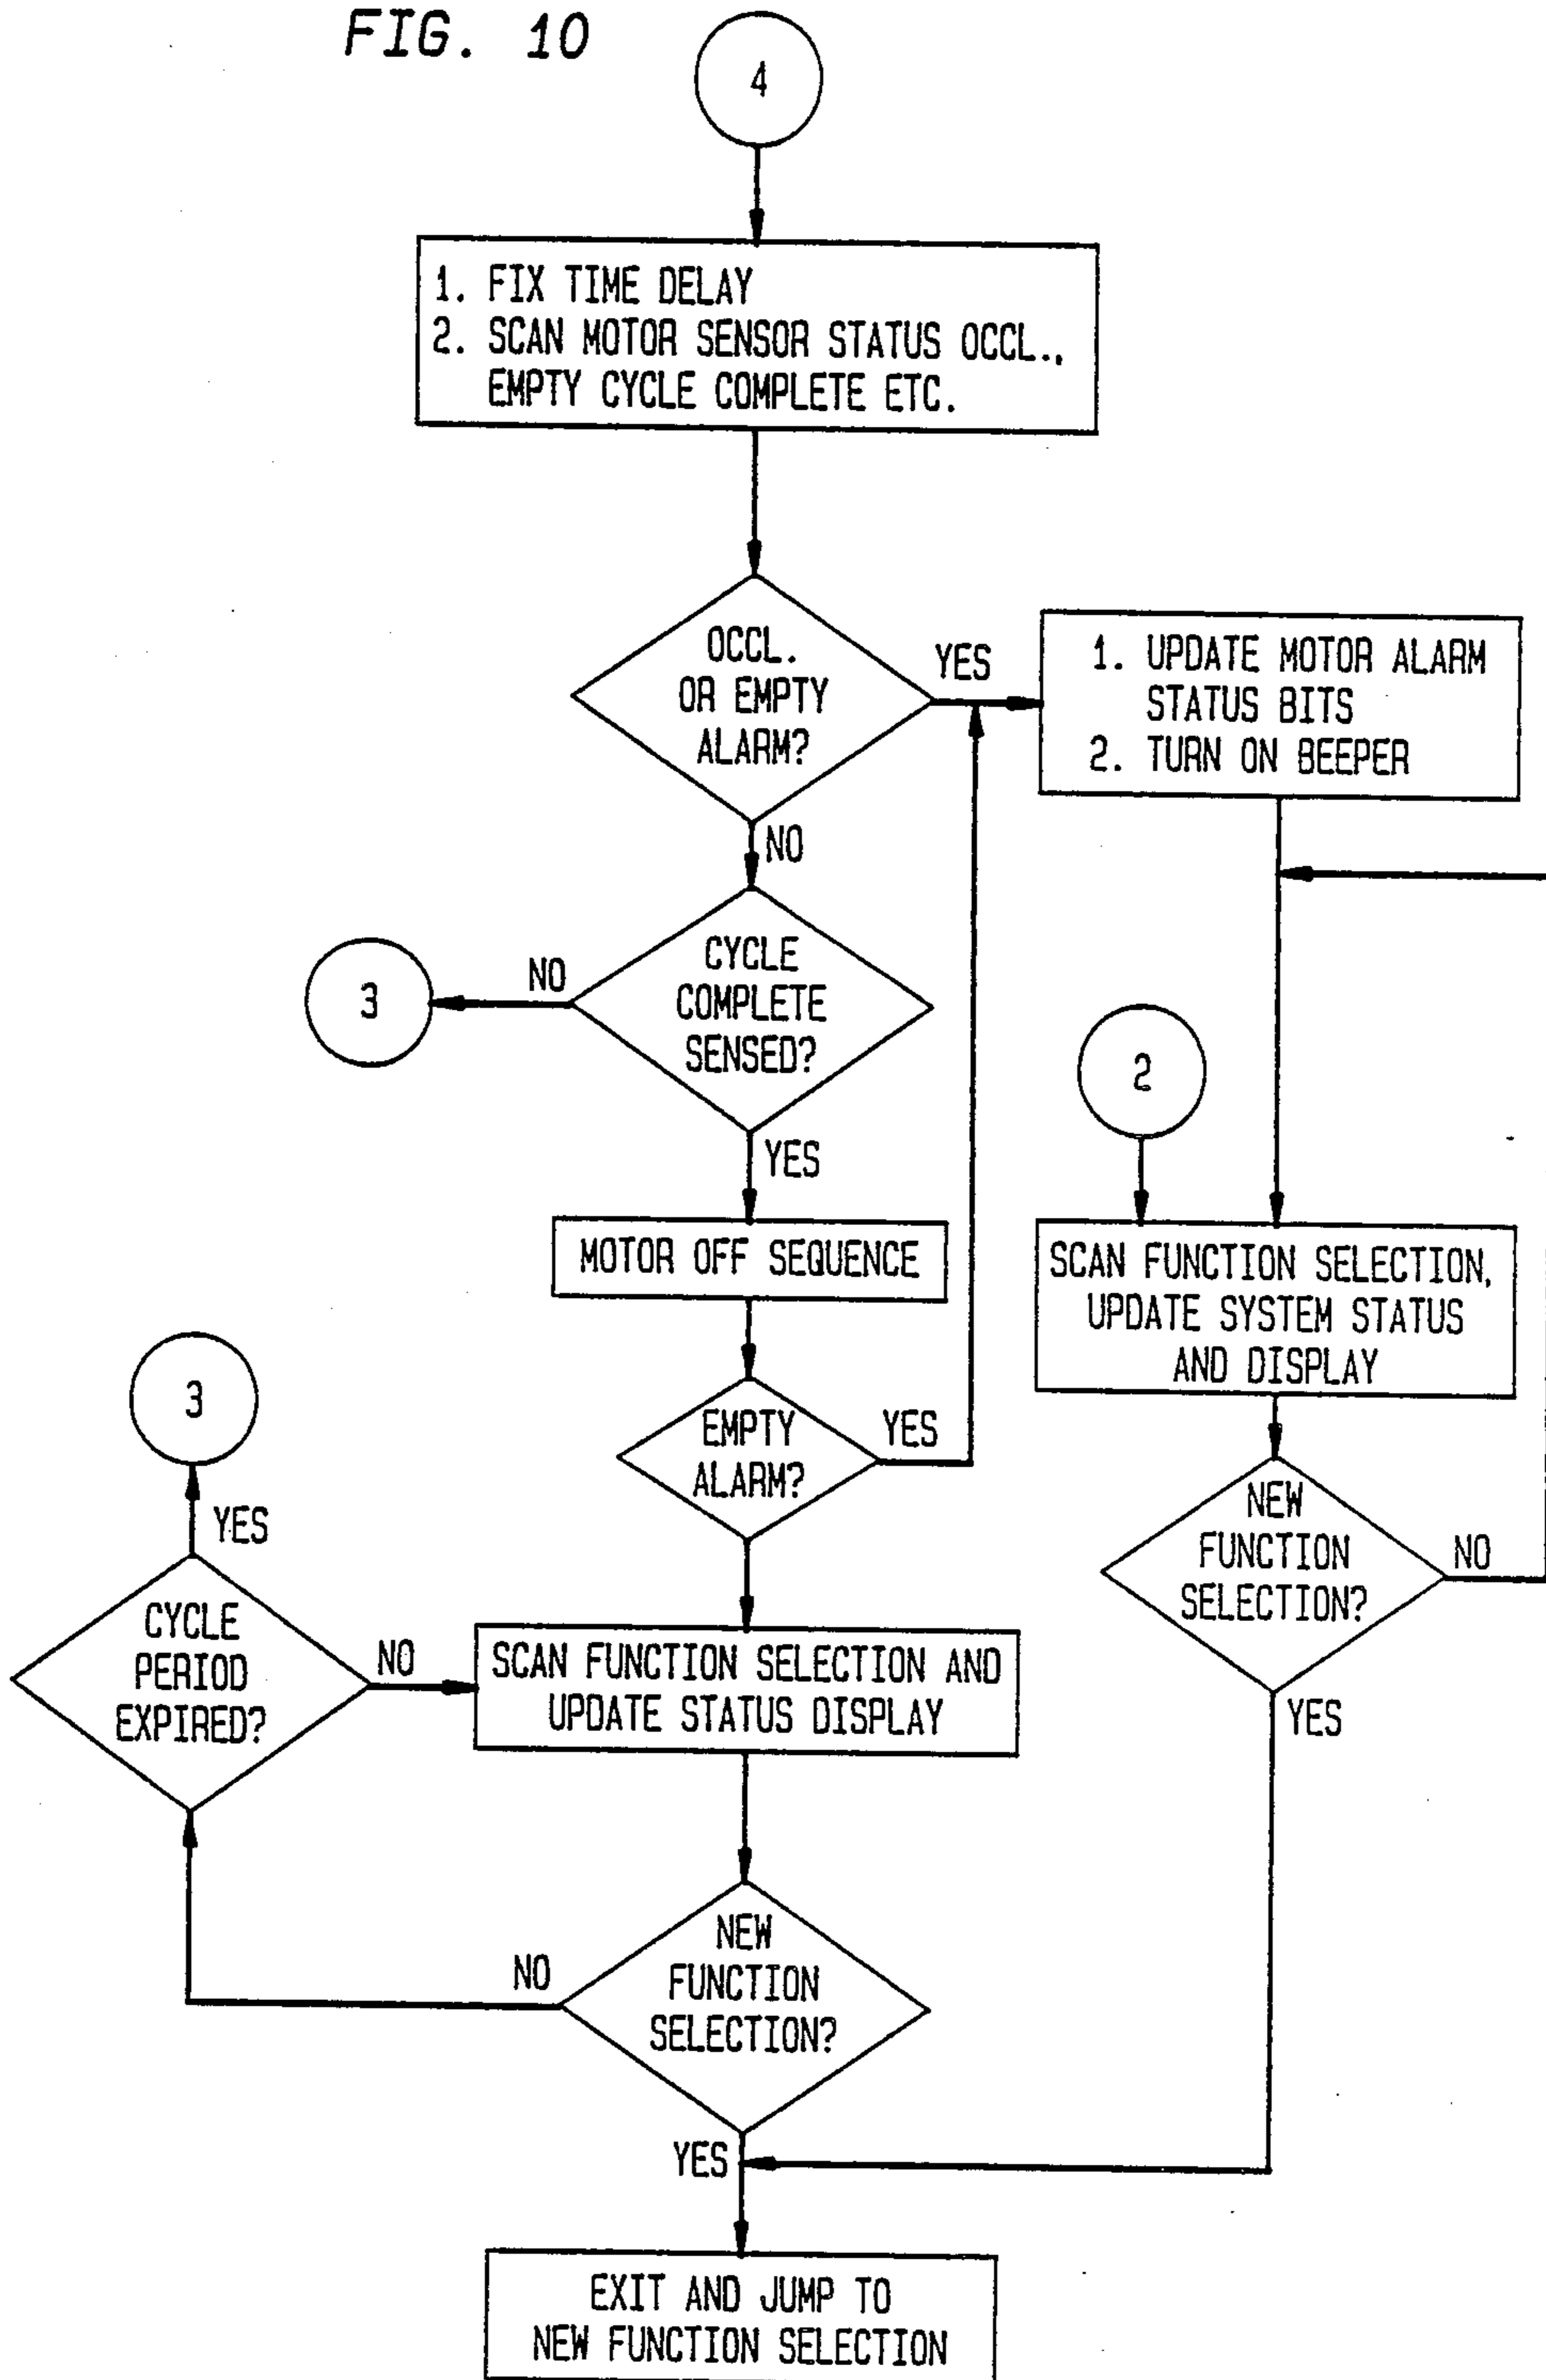 FIG. 10
4
1. FIX TIME DELAY
2. SCAN MOTOR SENSOR STATUS OCCL.,
EMPTY CYCLE COMPLETE ETC.
OCCL.
OR EMPTY
ALARM?
YES
1. UPDATE MOTOR ALARM
STATUS BITS
2. TURN ON BEEPER
NO
CYCLE
COMPLETE
SENSED?
NO
3
YES
2
MOTOR OFF SEQUENCE
SCAN FUNCTION SELECTION,
UPDATE SYSTEM STATUS
AND DISPLAY
EMPTY
ALARM?
YES
3
YES
NEW
FUNCTION
SELECTION?
NO
YES
CYCLE
PERIOD
EXPIRED?
NO
SCAN FUNCTION SELECTION AND
UPDATE STATUS DISPLAY
NEW
FUNCTION
SELECTION?
NO
YES
EXIT AND JUMP TO
NEW FUNCTION SELECTION